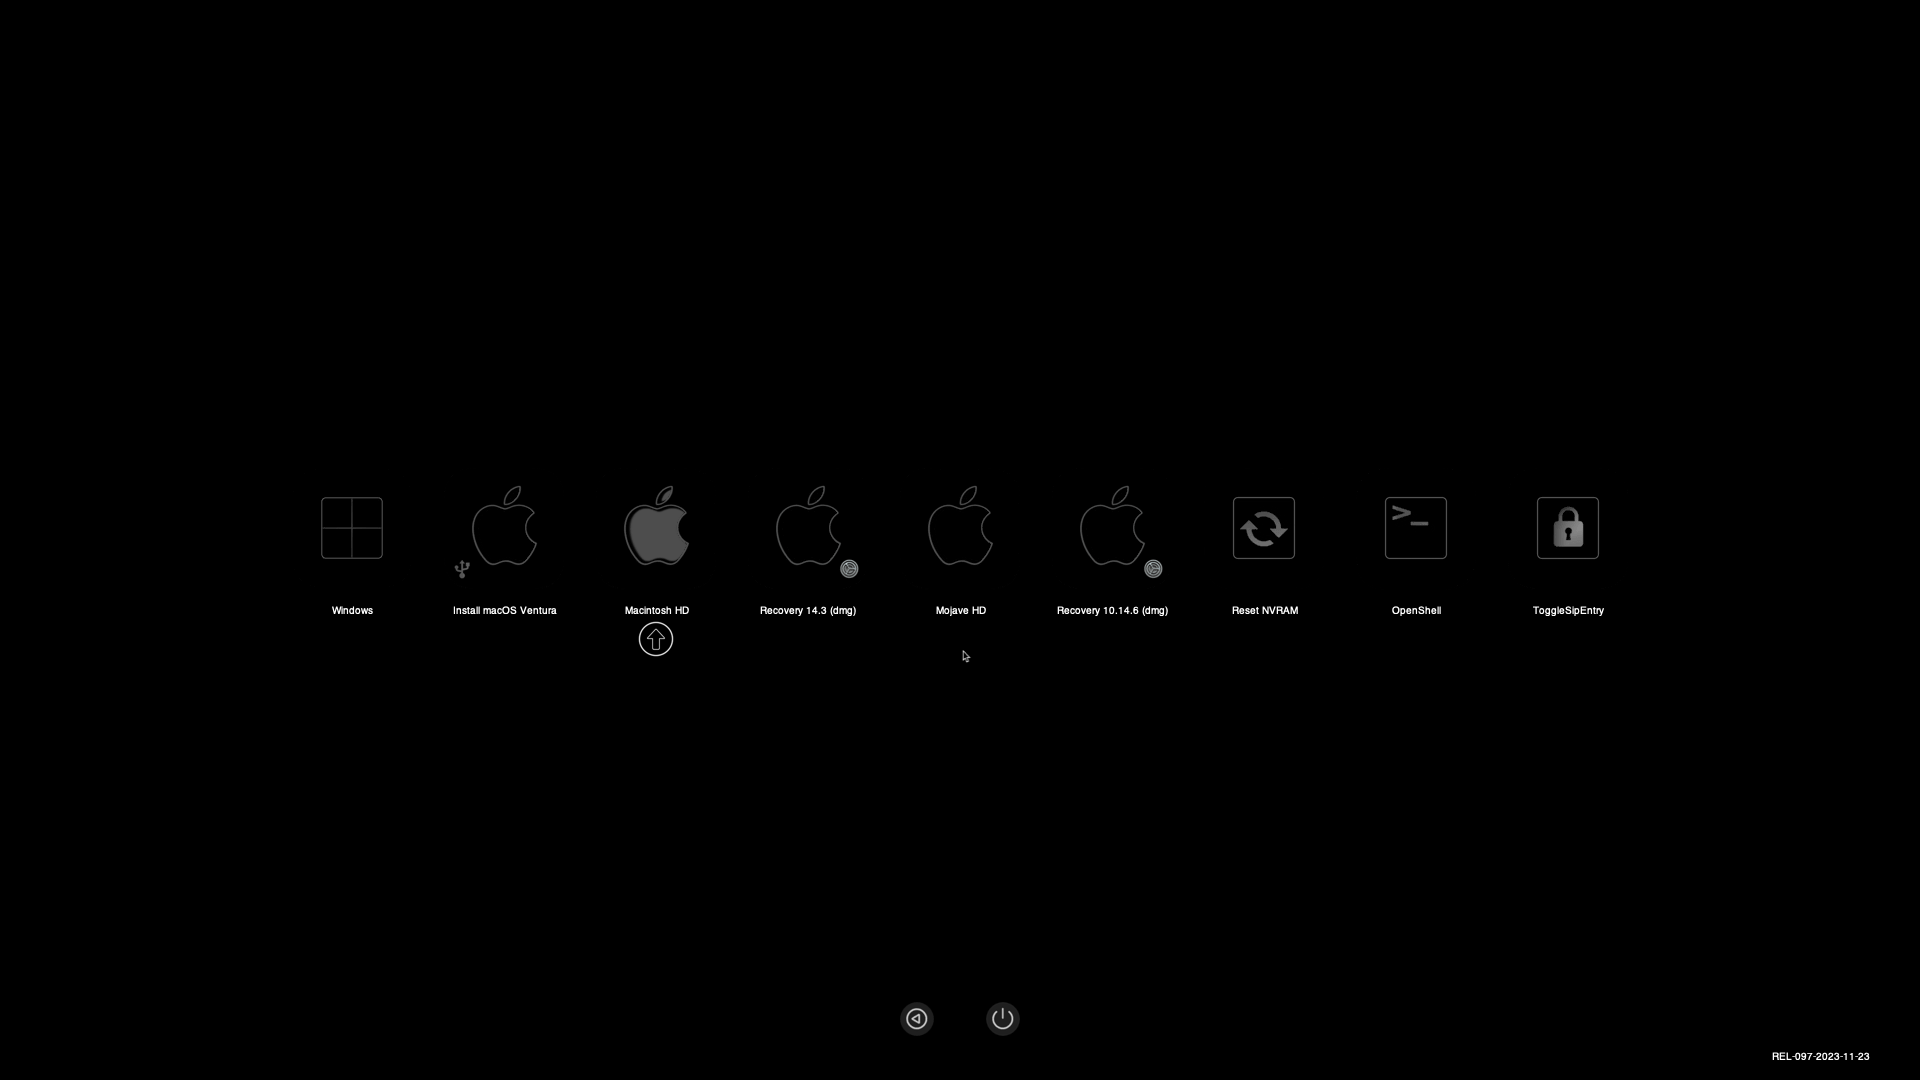 Windows
Install macOS Ventura
Macintosh HD
Recovery 14.3 (dmg)
Mojave HD
Recovery 10.14.6 (dmg)
Reset NVRAM
OpenShell
ToggleSipEntry
REL-097-2023-11-23